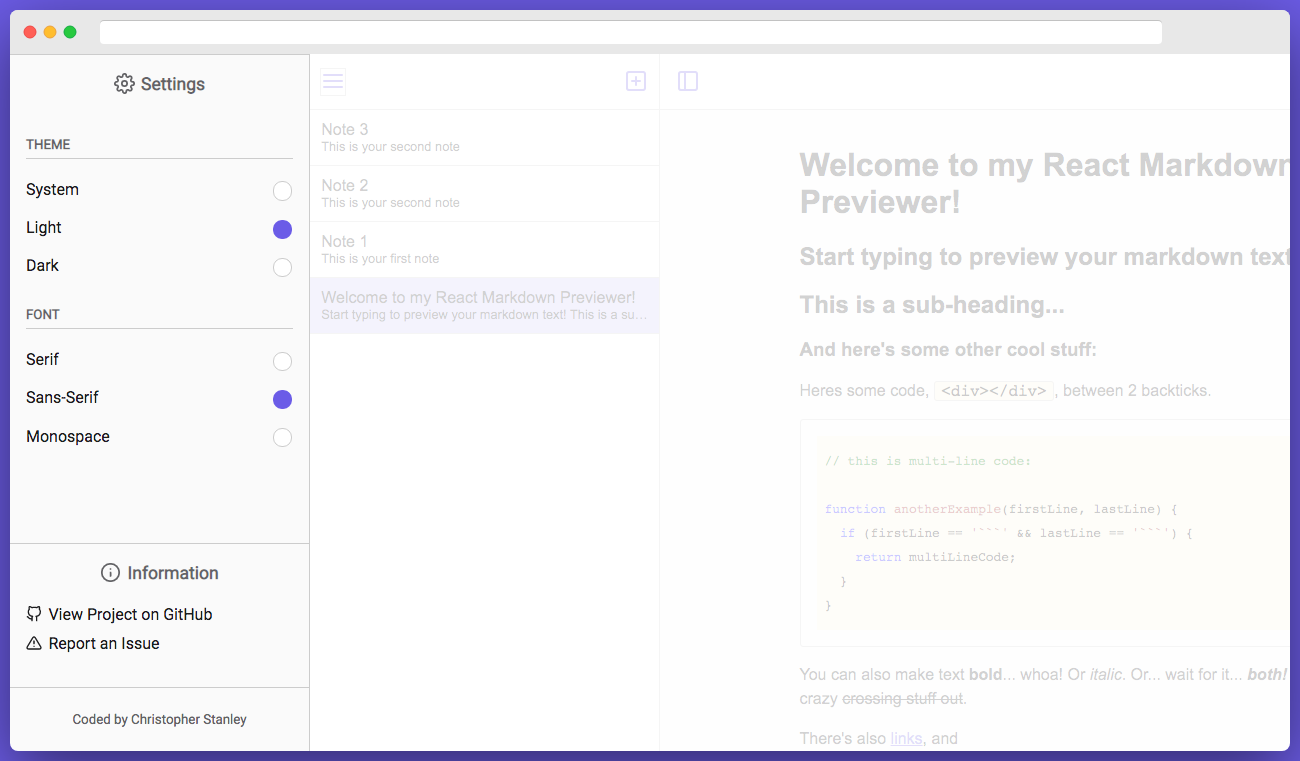 Settings
THEME
System
Light
Dark
FONT
Serif
Sans-Serif
Monospace
Information
View Project on GitHub
Report an Issue
Coded by Christopher Stanley
Note 3
This is your second note
Note 2
This is your second note
Note 1
This is your first note
Welcome to my React Markdown Previewer!
Start typing to preview your markdown text! This is a su...
Welcome to my React Markdown
Previewer!
Start typing to preview your markdown text
This is a sub-heading...
And here's some other cool stuff:
Heres some code, <div></div>, between 2 backticks.
// this is multi-line code:
function anotherExample(firstLine, lastLine) {
  if (firstLine == '```' && lastLine == '```') {
    return multiLineCode;
  }
}
You can also make text bold... whoa! Or italic. Or... wait for it... both!
crazy crossing stuff out.
There's also links, and